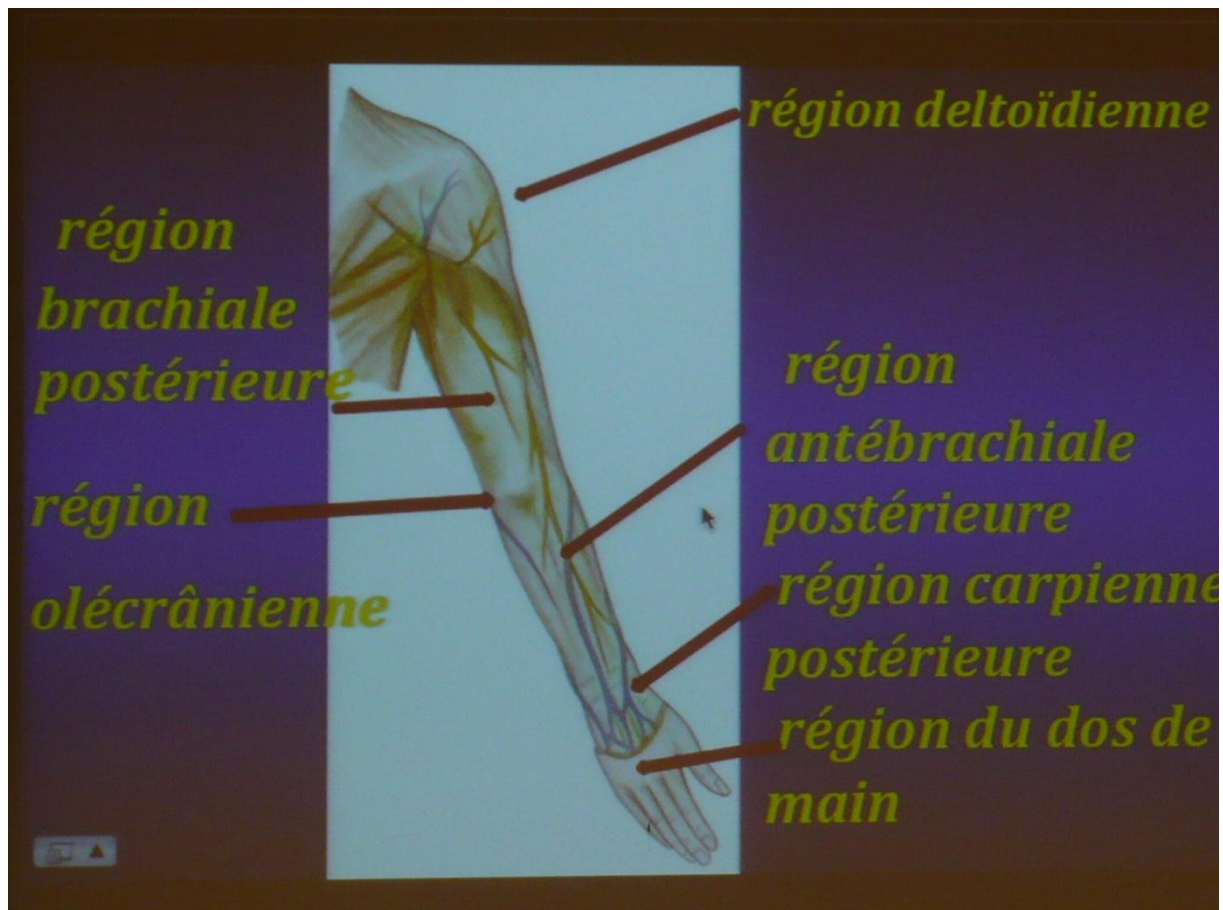 région deltoïdienne
région
brachiale
postérieure
région
olécrânienne
région
antébrachiale
postérieure
région carpienne
postérieure
région du dos de
main